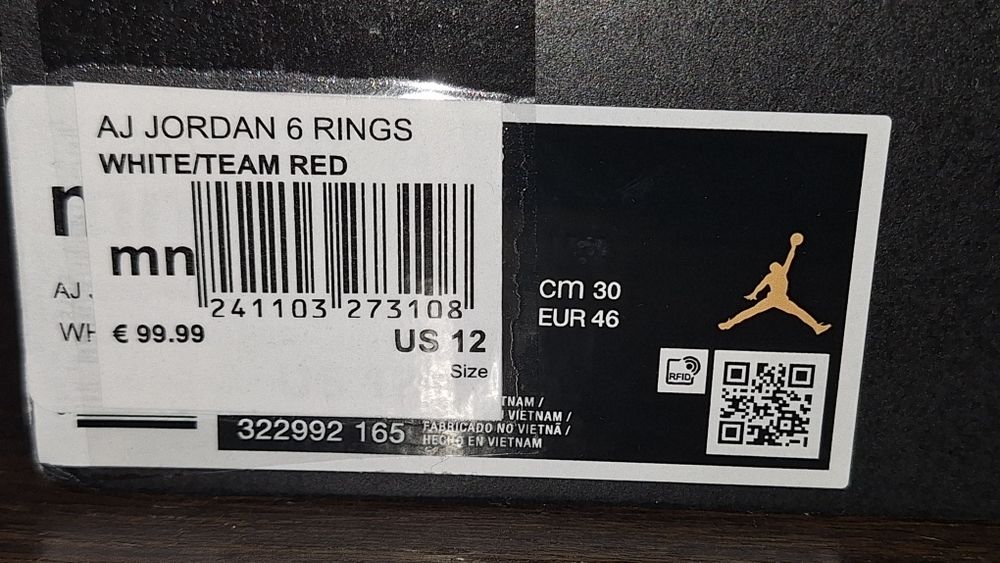 AJ JORDAN 6 RINGS
WHITE/TEAM RED
mn
241103 273108
€ 99.99
US 12
Size
AJ
cm 30
EUR 46
RFID
322992 165
VIETNAM /
FABRICADO NO VIETNÃ /
HECHO EN VIETNAM